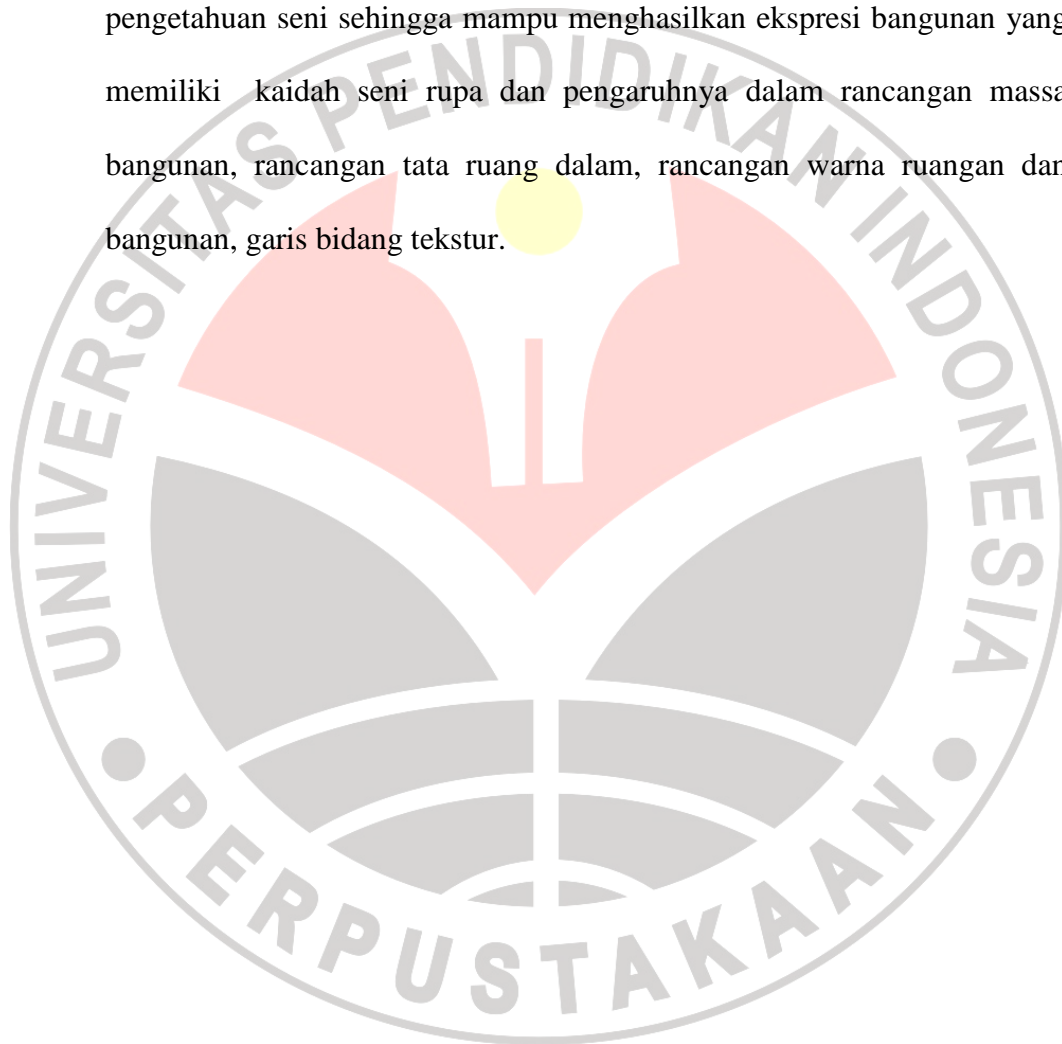 pengetahuan seni sehingga mampu menghasilkan ekspresi bangunan yang
memiliki kaidah seni rupa dan pengaruhnya dalam rancangan massa
bangunan, rancangan tata ruang dalam, rancangan warna ruangan dan
bangunan, garis bidang tekstur.
UNIVERSITAS PENDIDIKAN INDONESIA
PERPUSTAKAAN